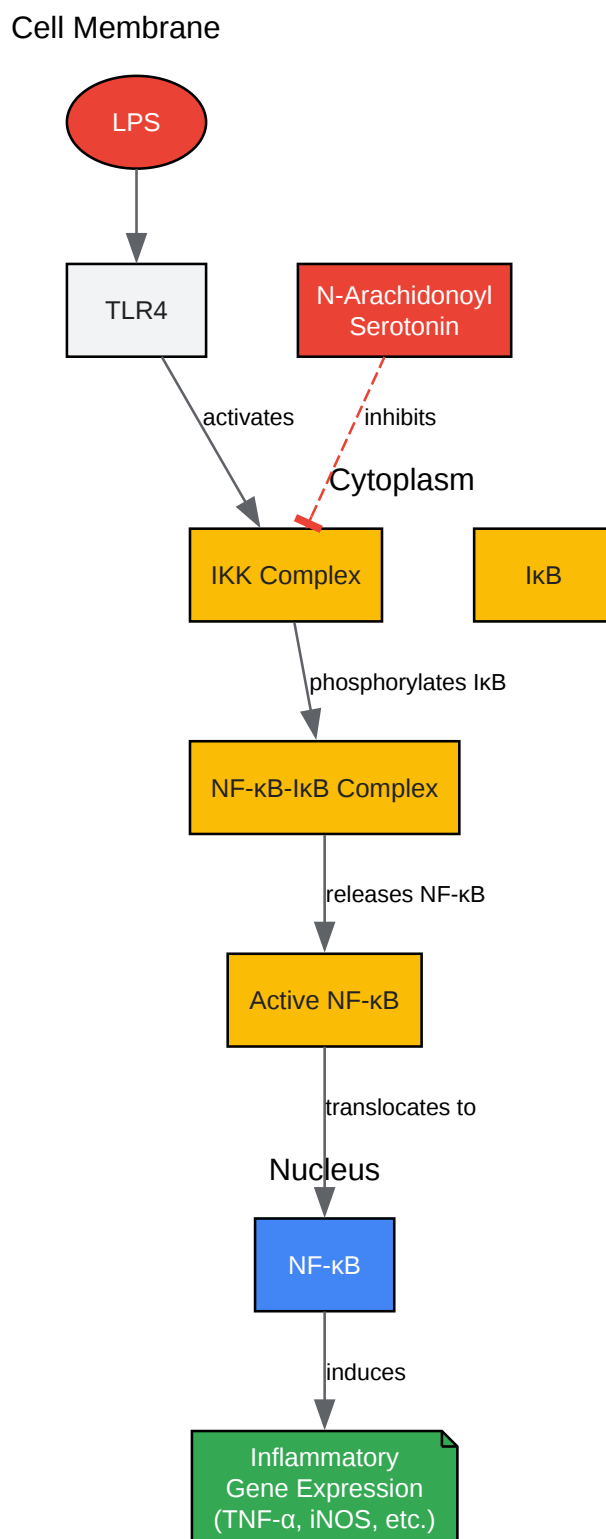 Cell Membrane
LPS
TLR4
N-Arachidonoyl
Serotonin
activates
inhibits
Cytoplasm
IKK Complex
IκB
phosphorylates IκB
NF-κB-IκB Complex
releases NF-κB
Active NF-κB
translocates to
Nucleus
NF-κB
induces
Inflammatory
Gene Expression
(TNF-α, iNOS, etc.)